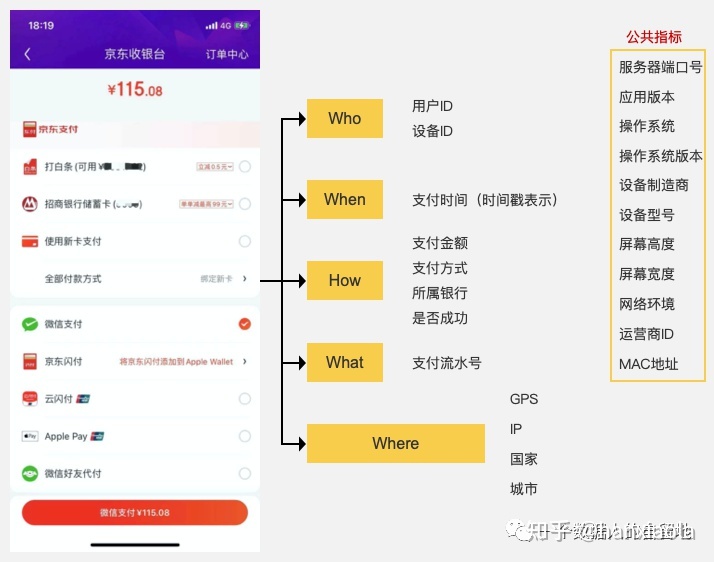 18:19
4G
京东收银台
订单中心
¥115.08
京东支付
打白条(可用¥
立减0.5元
招商银行储蓄卡(
单单减最高99元
使用新卡支付
全部付款方式
绑定新卡
微信支付
京东闪付
将京东闪付添加到Apple Wallet
云闪付
Apple Pay
微信好友代付
微信支付¥115.08
Who
用户ID
设备ID
When
支付时间（时间戳表示）
How
支付金额
支付方式
所属银行
是否成功
What
支付流水号
Where
GPS
IP
国家
城市
公共指标
服务器端口号
应用版本
操作系统
操作系统版本
设备制造商
设备型号
屏幕高度
屏幕宽度
网络环境
运营商ID
MAC地址
知乎